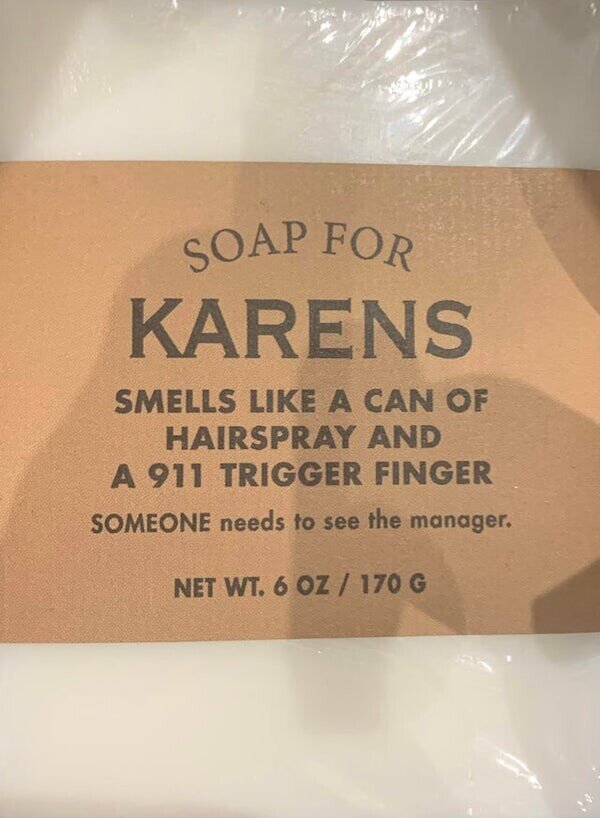 SOAP FOR
KARENS
SMELLS LIKE A CAN OF
HAIRSPRAY AND
A 911 TRIGGER FINGER
SOMEONE needs to see the manager.
NET WT. 6 OZ / 170 G